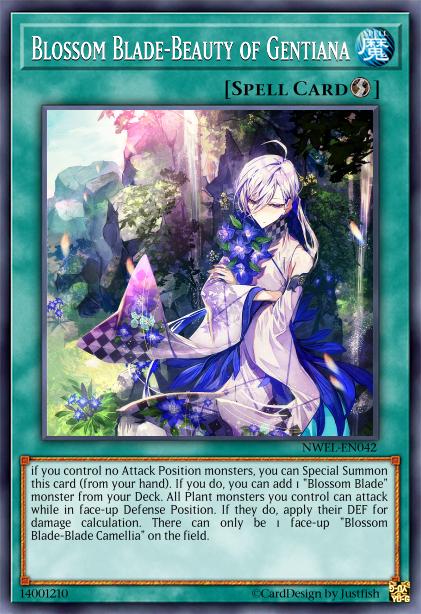 BLOSSOM BLADE-BEAUTY OF GENTIANA
SPELL
魔
[SPELL CARD]
NWEL-EN042
if you control no Attack Position monsters, you can Special Summon
this card (from your hand). If you do, you can add 1 "Blossom Blade"
monster from your Deck. All Plant monsters you control can attack
while in face-up Defense Position. If they do, apply their DEF for
damage calculation. There can only be 1 face-up "Blossom
Blade-Blade Camellia" on the field.
14001210
©CardDesign by Justfish